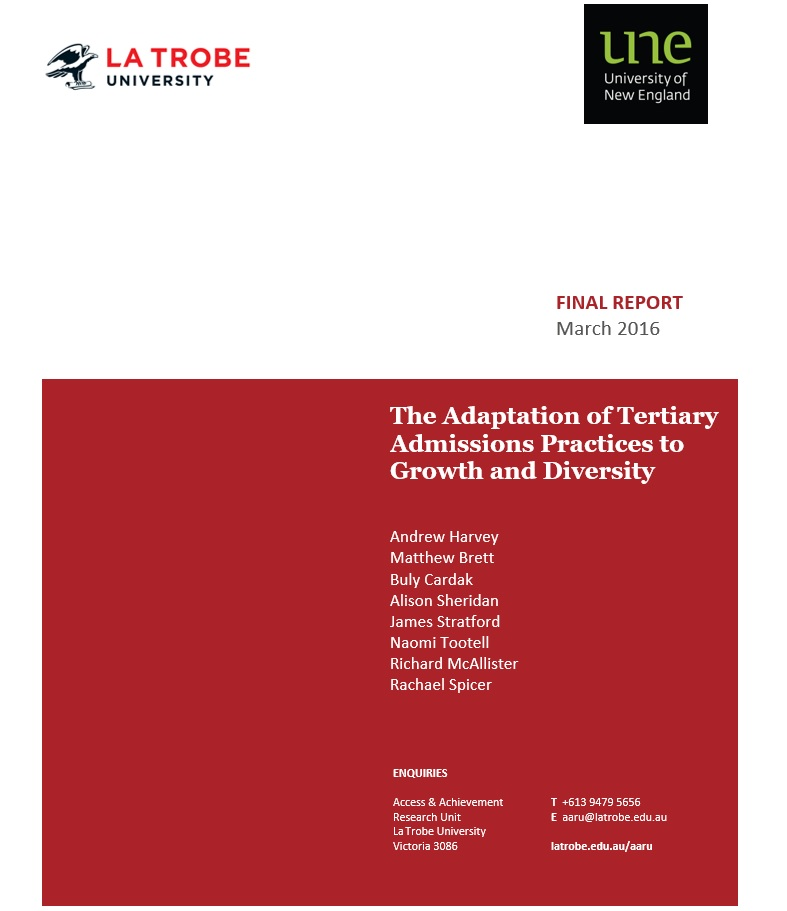 LA TROBE
UNIVERSITY
une
University of
New England
FINAL REPORT
March 2016
The Adaptation of Tertiary
Admissions Practices to
Growth and Diversity
Andrew Harvey
Matthew Brett
Buly Cardak
Alison Sheridan
James Stratford
Naomi Tootell
Richard McAllister
Rachael Spicer
ENQUIRIES
Access & Achievement
Research Unit
La Trobe University
Victoria 3086
T +613 9479 5656
E aaru@latrobe.edu.au
latrobe.edu.au/aaru